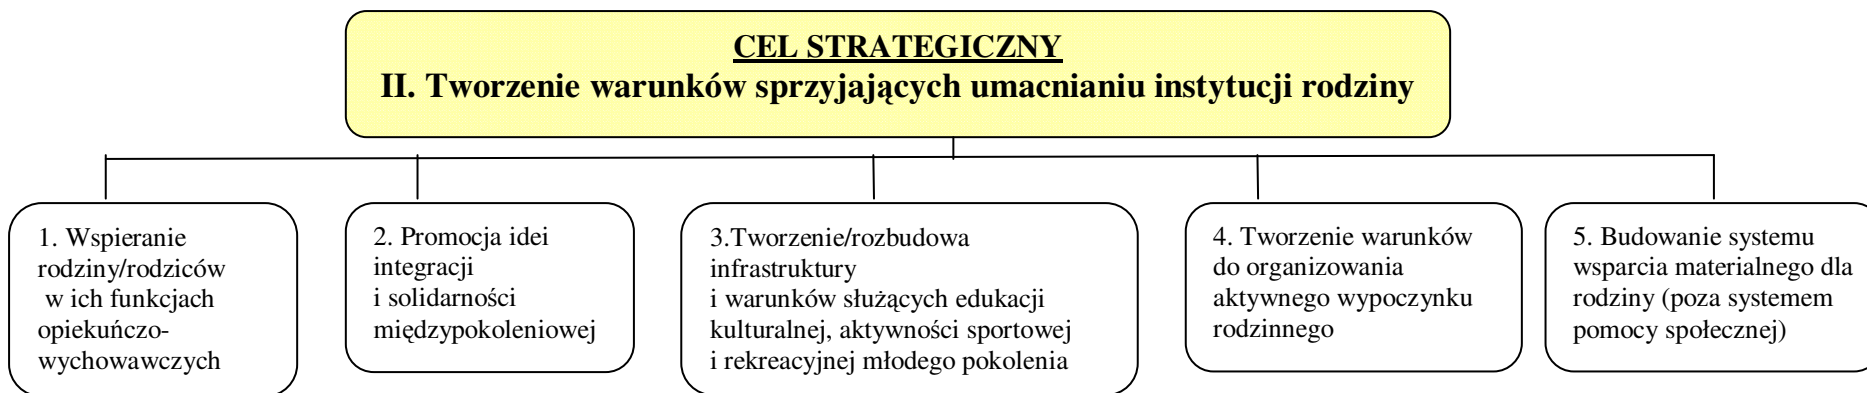 CEL STRATEGICZNY
II. Tworzenie warunków sprzyjających umacnianiu instytucji rodziny
1. Wspieranie
rodziny/rodziców
w ich funkcjach
opiekuńczo-
wychowawczych
2. Promocja idei
integracji
i solidarności
międzypokoleniowej
3.Tworzenie/rozbudowa
infrastruktury
i warunków służących edukacji
kulturalnej, aktywności sportowej
i rekreacyjnej młodego pokolenia
4. Tworzenie warunków
do organizowania
aktywnego wypoczynku
rodzinnego
5. Budowanie systemu
wsparcia materialnego dla
rodziny (poza systemem
pomocy społecznej)